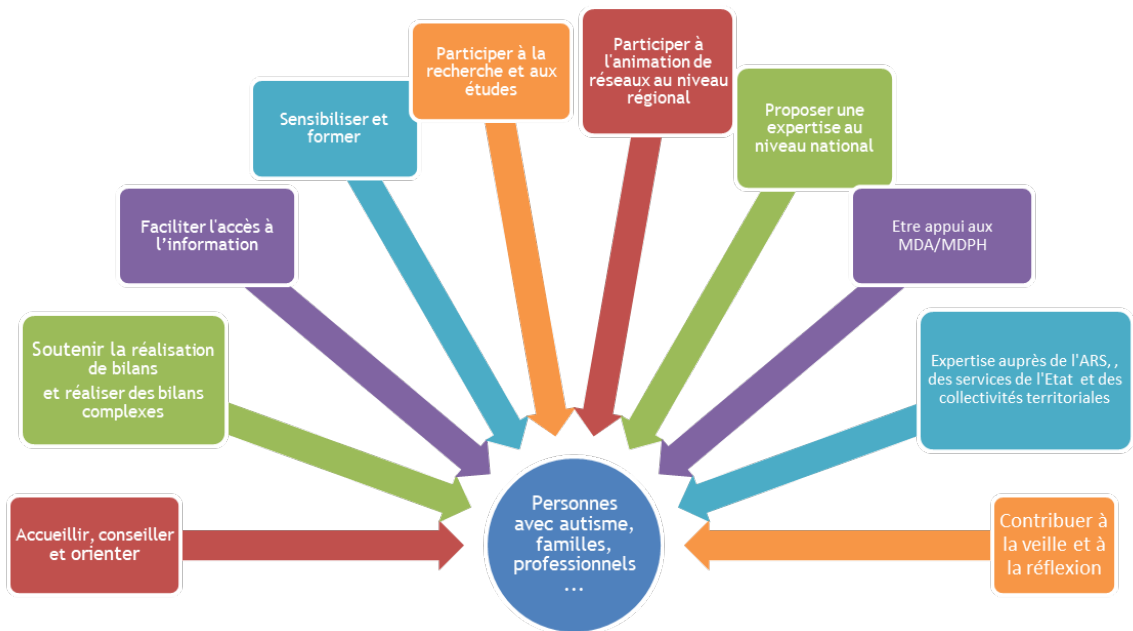 Accueillir, conseiller
et orienter
Soutenir la réalisation
de bilans
et réaliser des bilans
complexes
Faciliter l'accès à
l'information
Sensibiliser et
former
Participer à la
recherche et aux
études
Participer à
l'animation de
réseaux au niveau
régional
Proposer une
expertise au
niveau national
Etre appui aux
MDA/MDPH
Expertise auprès de l'ARS, ,
des services de l'Etat et des
collectivités territoriales
Contribuer à
la veille et à
la réflexion
Personnes
avec autisme,
familles,
professionnels
...